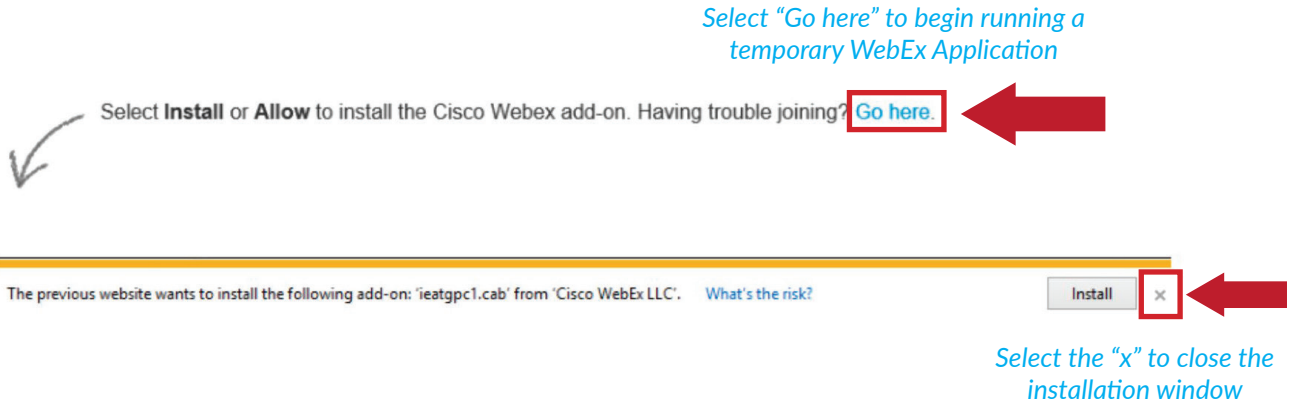 Select “Go here” to begin running a
temporary WebEx Application
Select Install or Allow to install the Cisco Webex add-on. Having trouble joining? Go here.
The previous website wants to install the following add-on: 'ieatgpc1.cab' from 'Cisco WebEx LLC'. What's the risk? Install ×
Select the “x” to close the
installation window